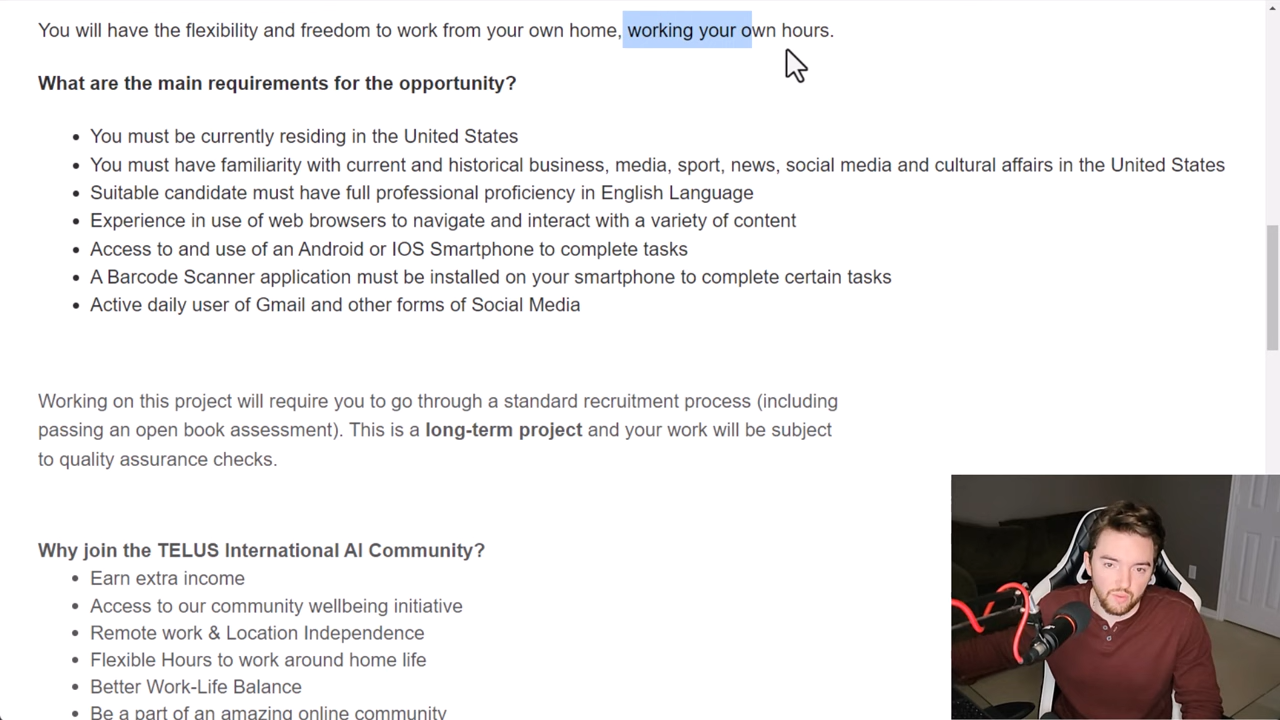 You will have the flexibility and freedom to work from your own home, working your own hours.
What are the main requirements for the opportunity?
• You must be currently residing in the United States
• You must have familiarity with current and historical business, media, sport, news, social media and cultural affairs in the United States
• Suitable candidate must have full professional proficiency in English Language
• Experience in use of web browsers to navigate and interact with a variety of content
• Access to and use of an Android or IOS Smartphone to complete tasks
• A Barcode Scanner application must be installed on your smartphone to complete certain tasks
• Active daily user of Gmail and other forms of Social Media
Working on this project will require you to go through a standard recruitment process (including
passing an open book assessment). This is a long-term project and your work will be subject
to quality assurance checks.
Why join the TELUS International AI Community?
• Earn extra income
• Access to our community wellbeing initiative
• Remote work & Location Independence
• Flexible Hours to work around home life
• Better Work-Life Balance
• Be a part of an amazing online community